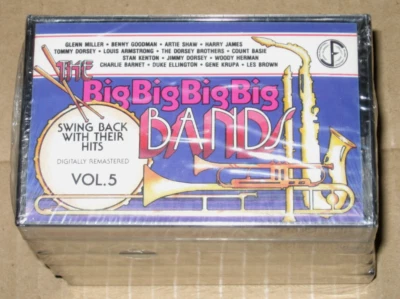 GLENN MILLER • BENNY GOODMAN • ARTIE SHAW • HARRY JAMES
TOMMY DORSEY • LOUIS ARMSTRONG • THE DORSEY BROTHERS • COUNT BASIE
STAN KENTON • JIMMY DORSEY • WOODY HERMAN
CHARLIE BARNET • DUKE ELLINGTON • GENE KRUPA • LES BROWN
THE
BigBigBigBig
BANDS
SWING BACK
WITH THEIR
HITS
DIGITALLY REMASTERED
VOL.5